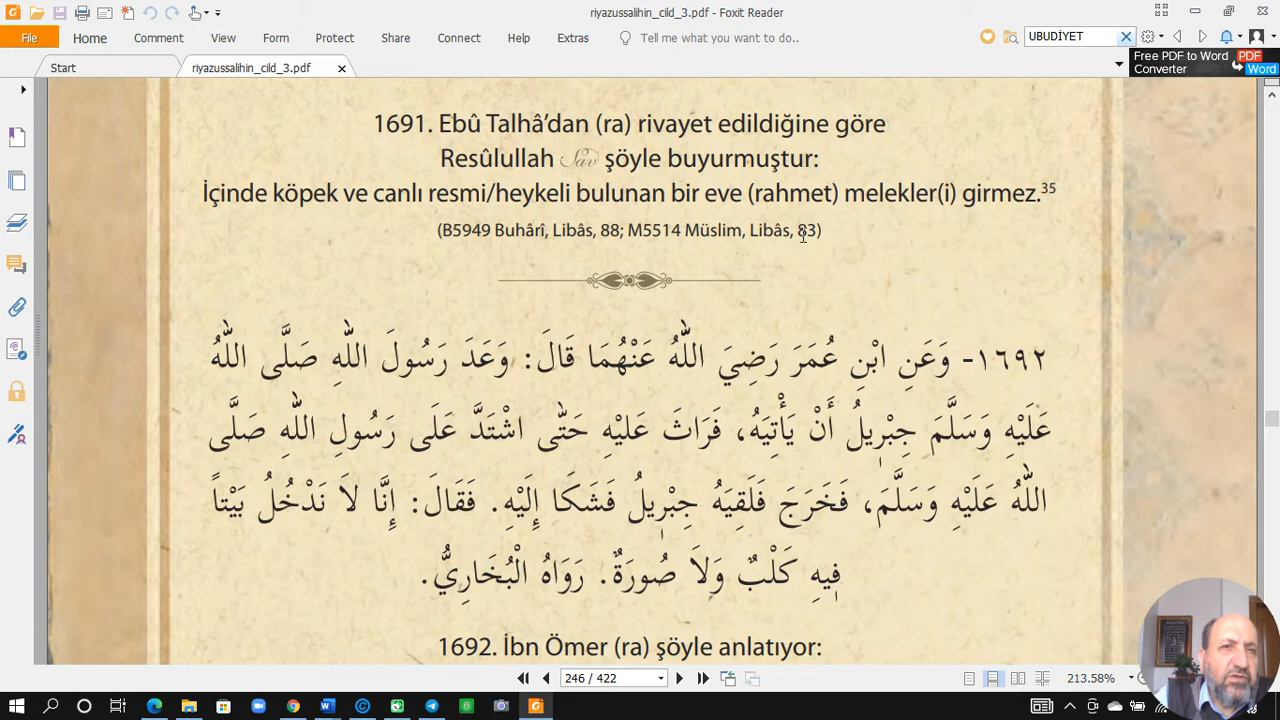 riyazussalihin_cild_3.pdf - Foxit Reader
File Home Comment View Form Protect Share Connect Help Extras Tell me what you want to do.. UBUDİYET
Start riyazussalihin_cild_3.pdf
Free PDF to Word PDF
Converter Word
1691. Ebû Talhâ’dan (ra) rivayet edildiğine göre
Resûlullah Sav şöyle buyurmuştur:
İçinde köpek ve canlı resmi/heykeli bulunan bir eve (rahmet) melekler(i) girmez.35
(B5949 Buhârî, Libâs, 88; M5514 Müslim, Libâs, 83)
١٦٩٢- وَعَنِ ابْنِ عُمَرَ رَضِيَ اللّٰهُ عَنْهُمَا قَالَ: وَعَدَ رَسُولَ اللّٰهِ صَلَّى اللّٰهُ
عَلَيْهِ وَسَلَّمَ جِبْرِيلُ أَنْ يَأْتِيَهُ، فَرَاثَ عَلَيْهِ حَتّٰى اشْتَدَّ عَلَى رَسُولِ اللّٰهِ صَلَّى
اللّٰهُ عَلَيْهِ وَسَلَّمَ، فَخَرَجَ فَلَقِيَهُ جِبْرِيلُ فَشَكَا إِلَيْهِ. فَقَالَ: إِنَّا لَا نَدْخُلُ بَيْتاً
فِيهِ كَلْبٌ وَلَا صُورَةٌ. رَوَاهُ الْبُخَارِيُّ.
1692. İbn Ömer (ra) şöyle anlatıyor:
246 / 422 213.58%